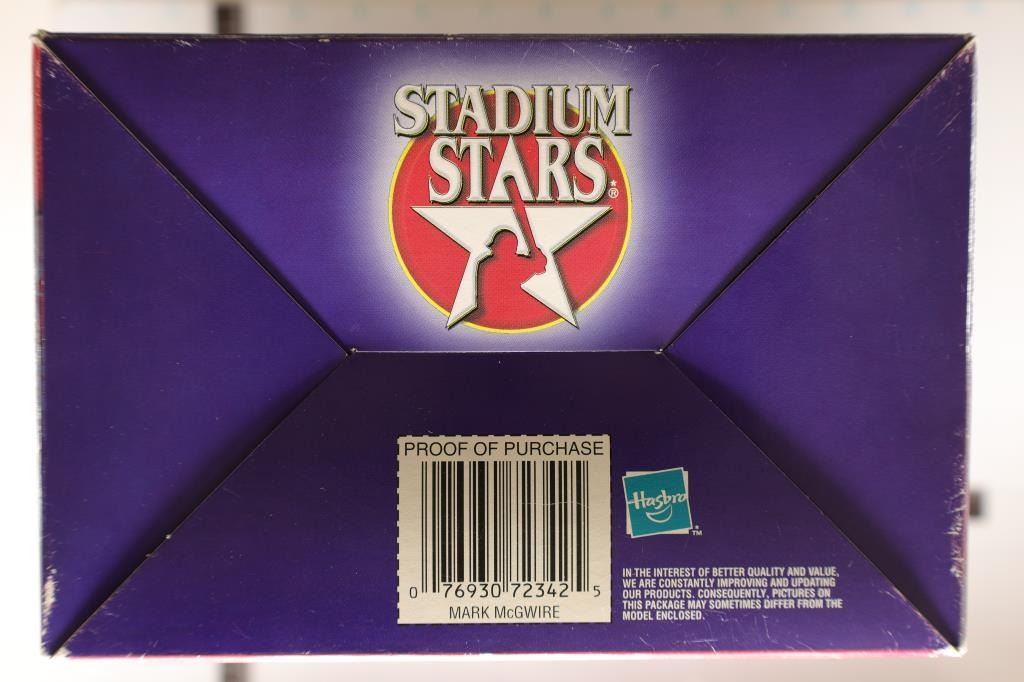 STADIUM
STARS®
PROOF OF PURCHASE
0 76930 72342 5
MARK McGWIRE
Hasbro
TM
IN THE INTEREST OF BETTER QUALITY AND VALUE,
WE ARE CONSTANTLY IMPROVING AND UPDATING
OUR PRODUCTS. CONSEQUENTLY, PICTURES ON
THIS PACKAGE MAY SOMETIMES DIFFER FROM THE
MODEL ENCLOSED.